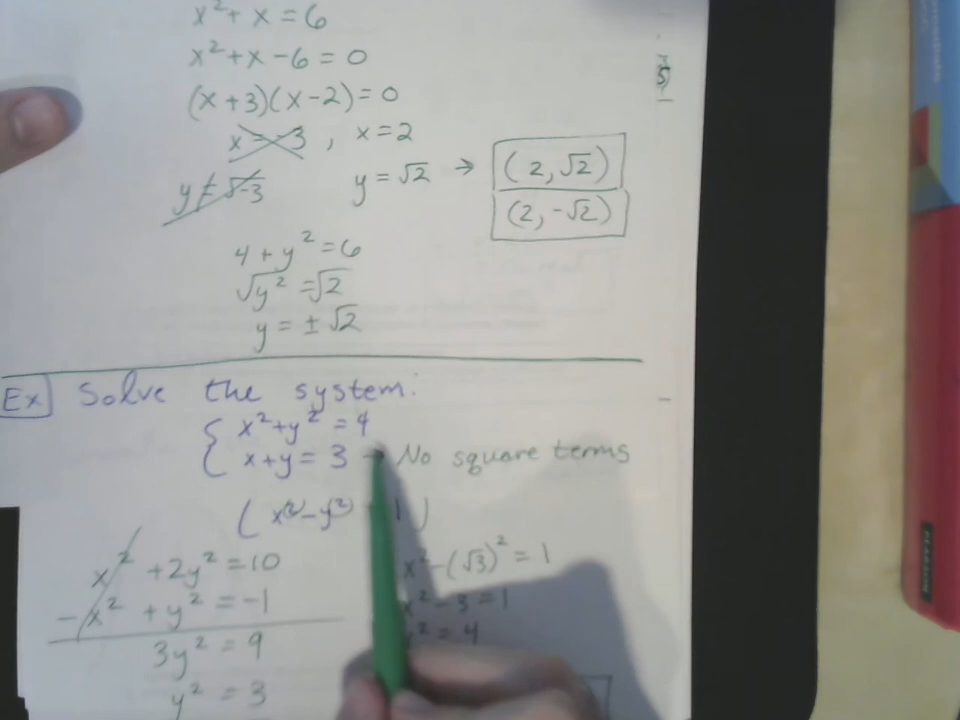 x² + x = 6
x² + x - 6 = 0
(x + 3)(x - 2) = 0
x = -3 , x = 2
y ≠ √-3 y = √2 → (2, √2)
(2, -√2)
4 + y² = 6
√y² = √2
y = ± √2
Ex Solve the system:
x² + y² = 4
x + y = 3 No square terms
x² + 2y² = 10 x² - (√3)² = 1
- x² + y² = -1 x² - 3 = 1
3y² = 9 x² = 4
y² = 3
5